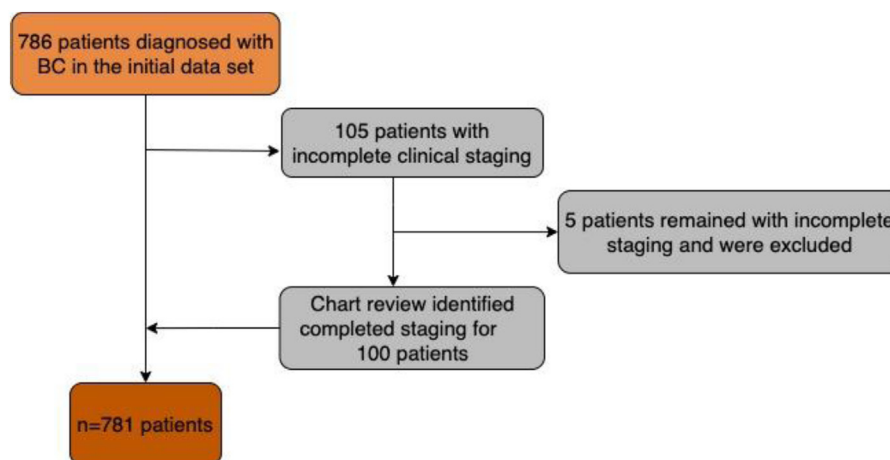 786 patients diagnosed with
BC in the initial data set
105 patients with
incomplete clinical staging
5 patients remained with incomplete
staging and were excluded
Chart review identified
completed staging for
100 patients
n=781 patients